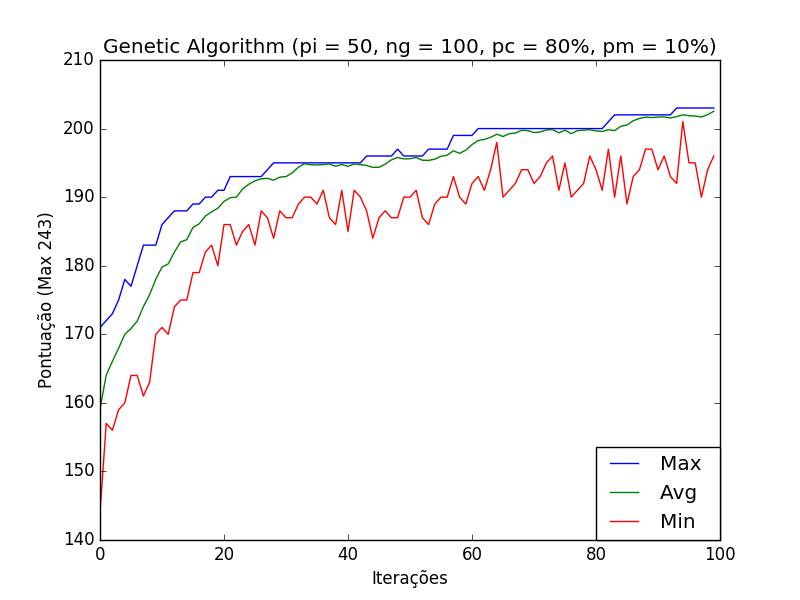 Genetic Algorithm (pi = 50, ng = 100, pc = 80%, pm = 10%)
210
200
190
180
170
160
150
140
Pontuação (Max 243)
0 20 40 60 80 100
Iterações
Max
Avg
Min